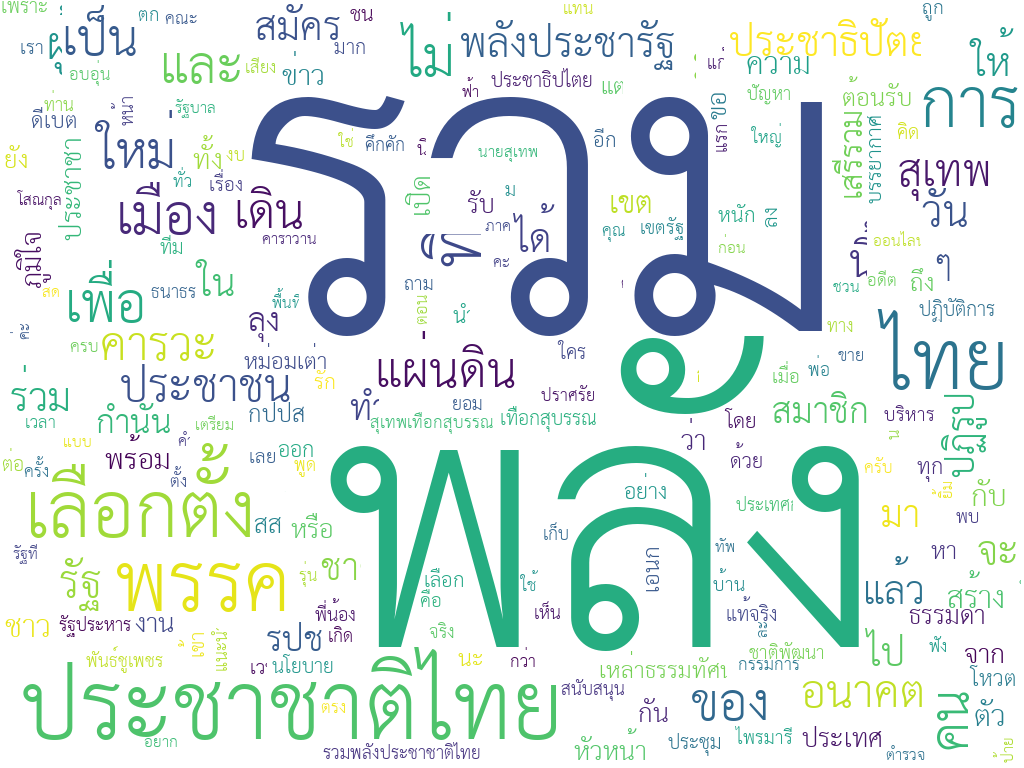 เพราะ
ตก
คณะ
สมัคร
ชน
แทน
ถูก
เรา
เป็น
และ
เสียง
ข่าว
มาก
ไม่
พลังประชารัฐ
ประชาธิปัตย
แก้
ความ
ให้
อบอุ่น
ฟ้า
ประชาธิปไตย
แต่
ปัญหา
ต้อนรับ
การ
ท่าน
ดีเบต
หน้า
รัฐบาล
รวม
ขอ
ใหม่
ทั้ง
งบ
ใช่
คึกคัก
นายสุเทพ
อีก
แรก
ใหญ่
เสรีรวม
บรรยากาศ
คิด
สุเทพ
ยัง
ประชาชา
ทั่ว
เรื่อง
เปิด
รับ
ม
เขต
หนัก
วัน
โสณกุล
เมือง
เดิน
คาราวาน
ภาค
ได้
คุณ
เขตรัฐ
ก่อน
ออนไลน
ภูมิใจ
ทีม
คะ
ๆ
สด
ธนาธร
ใน
พื้นที่
ถาม
ชวน
อดีต
ถึง
เพื่อ
ลุง
ตอน
นำ
ทาง
ปฏิบัติการ
ไทย
ครบ
คารวะ
หม่อมเต่า
แผ่นดิน
ใคร
เมื่อ
พ่อ
ขาย
ร่วม
ประชาชน
รัก
ทำ
ยอม
ปราศรัย
สมาชิก
บริหาร
ปฏิรูป
เวลา
กำนัน
เตรียม
กปปส
สุเทพเทือกสุบรรณ
เทือกสุบรรณ
โดย
แบบ
ว่า
น
ต่อ
ครั้ง
พร้อม
ตั้ง
เลย
ออก
พูด
พลัง
ด้วย
ครับ
ทุก
เลือกตั้ง
สส
หรือ
อย่าง
ประเทศ
มา
พบ
กับ
รัฐที่
รัฐ
พรรค
รุ่น
ชา
เลือก
คือ
เก็บ
ใช้
เอนก
ทัพ
บ้าน
หา
จะ
แล้ว
สร้าง
ชาว
รัฐประหาร
งาน
เขา
แนะนำ
รปช
พี่น้อง
เกิด
จริง
เห็น
แท้จริง
ธรรมดา
พันธ์ชูเพชร
นโยบาย
นะ
กว่า
เหล่าธรรมทัศน
กรรมการ
ชาติพัฒนา
ไป
ฟัง
จาก
โหวต
ประชาชาติไทย
ตรง
สนับสนุน
กัน
ของ
อนาคต
คน
ตัว
อยาก
รวมพลังประชาชาติไทย
หัวหน้า
ประชุม
ไพรมารี
ประเทศ
ตำรวจ
ป้าย